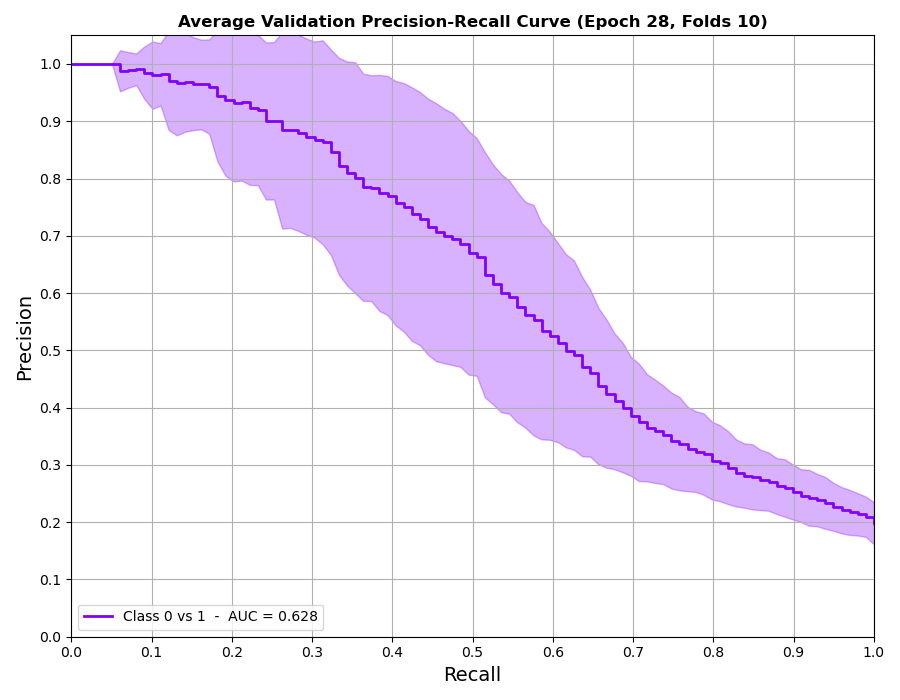 Average Validation Precision-Recall Curve (Epoch 28, Folds 10)
1.0
0.9
0.8
0.7
0.6
0.5
0.4
0.3
0.2
0.1
0.0
Precision
Class 0 vs 1 - AUC = 0.628
0.0 0.1 0.2 0.3 0.4 0.5 0.6 0.7 0.8 0.9 1.0
Recall